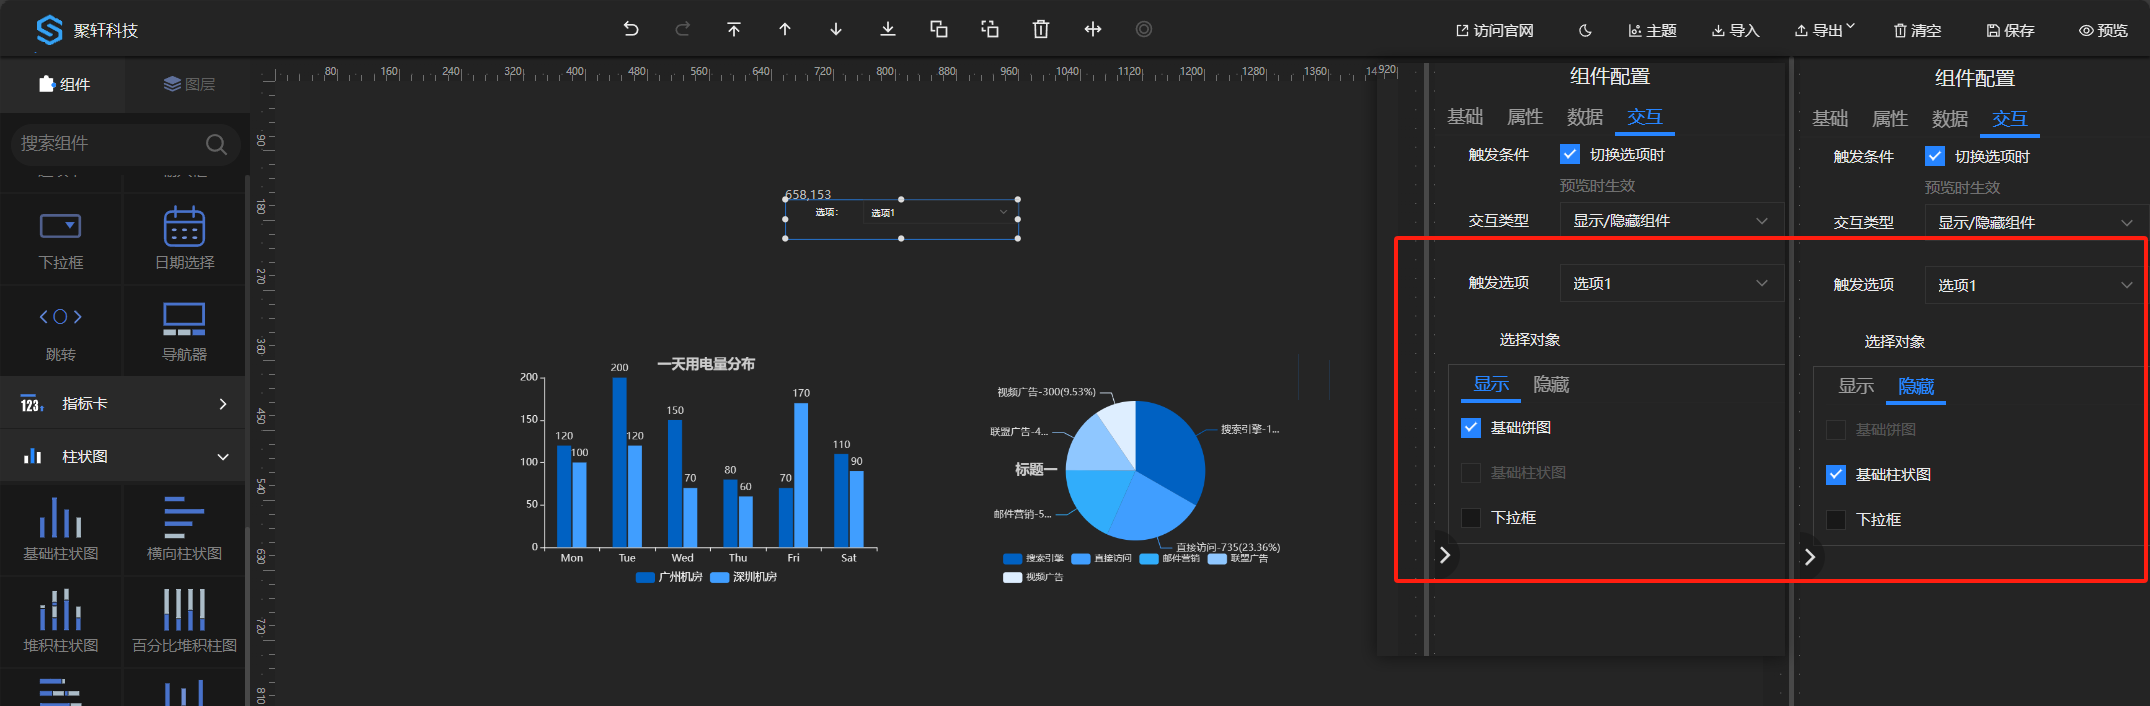 聚轩科技
访问官网
主题
导入
导出
清空
保存
预览
组件
图层
搜索组件
下拉框
日期选择
跳转
导航器
123
指标卡
柱状图
基础柱状图
横向柱状图
堆积柱状图
百分比堆积柱图
80 160 240 320 400 480 560 640 720 800 880 960 1040 1120 1200 1280 1360 14 920
90
180
270
360
450
540
630
720
810
658,153
选项: 选项1
一天用电量分布
200
150
100
50
0
120 100
200 120
150 70
80 60
70 170
110 90
Mon Tue Wed Thu Fri Sat
广州机房 深圳机房
标题一
视频广告-300(9.53%)
联盟广告-4...
搜索引擎-1...
邮件营销-5...
直接访问-735(23.36%)
搜索引擎 直接访问 邮件营销 联盟广告
视频广告
组件配置
基础 属性 数据 交互
触发条件 切换选项时
预览时生效
交互类型 显示/隐藏组件
触发选项 选项1
选择对象
显示 隐藏
基础饼图
基础柱状图
下拉框
组件配置
基础 属性 数据 交互
触发条件 切换选项时
预览时生效
交互类型 显示/隐藏组件
触发选项 选项1
选择对象
显示 隐藏
基础饼图
基础柱状图
下拉框